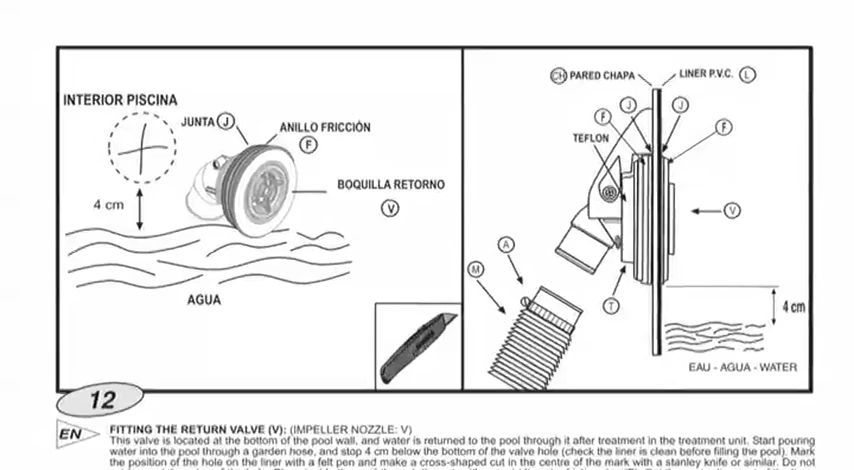 INTERIOR PISCINA
JUNTA J
ANILLO FRICCIÓN
F
4 cm
BOQUILLA RETORNO
V
AGUA
CH PARED CHAPA
LINER P.V.C. L
J
J
F
F
TEFLON
V
A
M
T
4 cm
EAU - AGUA - WATER
12
EN
FITTING THE RETURN VALVE (V): (IMPELLER NOZZLE: V)
This valve is located at the bottom of the pool wall, and water is returned to the pool through it after treatment in the treatment unit. Start pouring
water into the pool through a garden hose, and stop 4 cm below the bottom of the valve hole (check the liner is clean before filling the pool). Mark
the position of the hole on the liner with a felt pen and make a cross-shaped cut in the centre of the mark with a stanley knife or similar. Do not